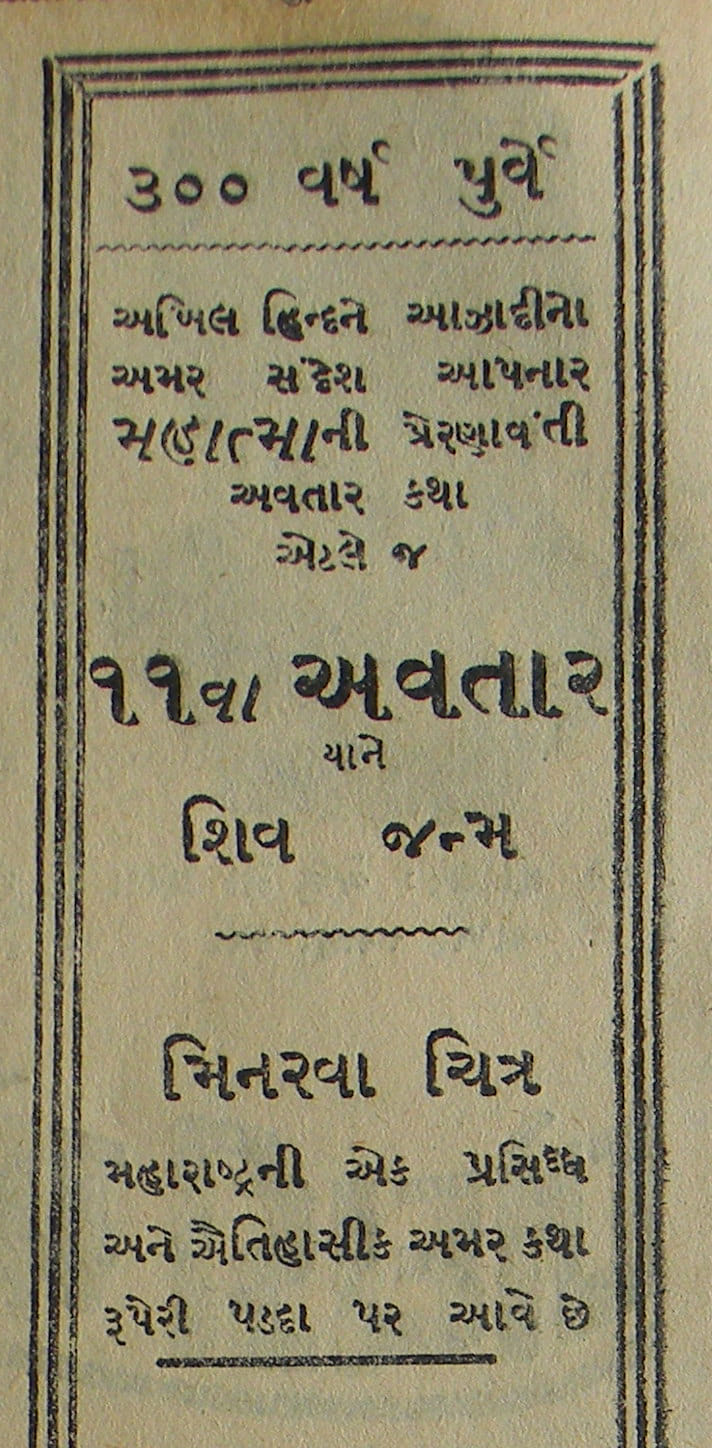 ૩૦૦ વર્ષ પુર્વે
અખિલ હિન્દને આઝાદીનો
અમર સંદેશ આપનાર
મહાત્માની પ્રેરણાવંતી
અવતાર કથા
એટલે જ
૧૧વા અવતાર
યાને
શિવ જન્મ
મિનરવા ચિત્ર
મહારાષ્ટ્રની એક પ્રસિધ્ધ
અને ઐતિહાસીક અમર કથા
રૂપેરી પડદા પર આવે છે